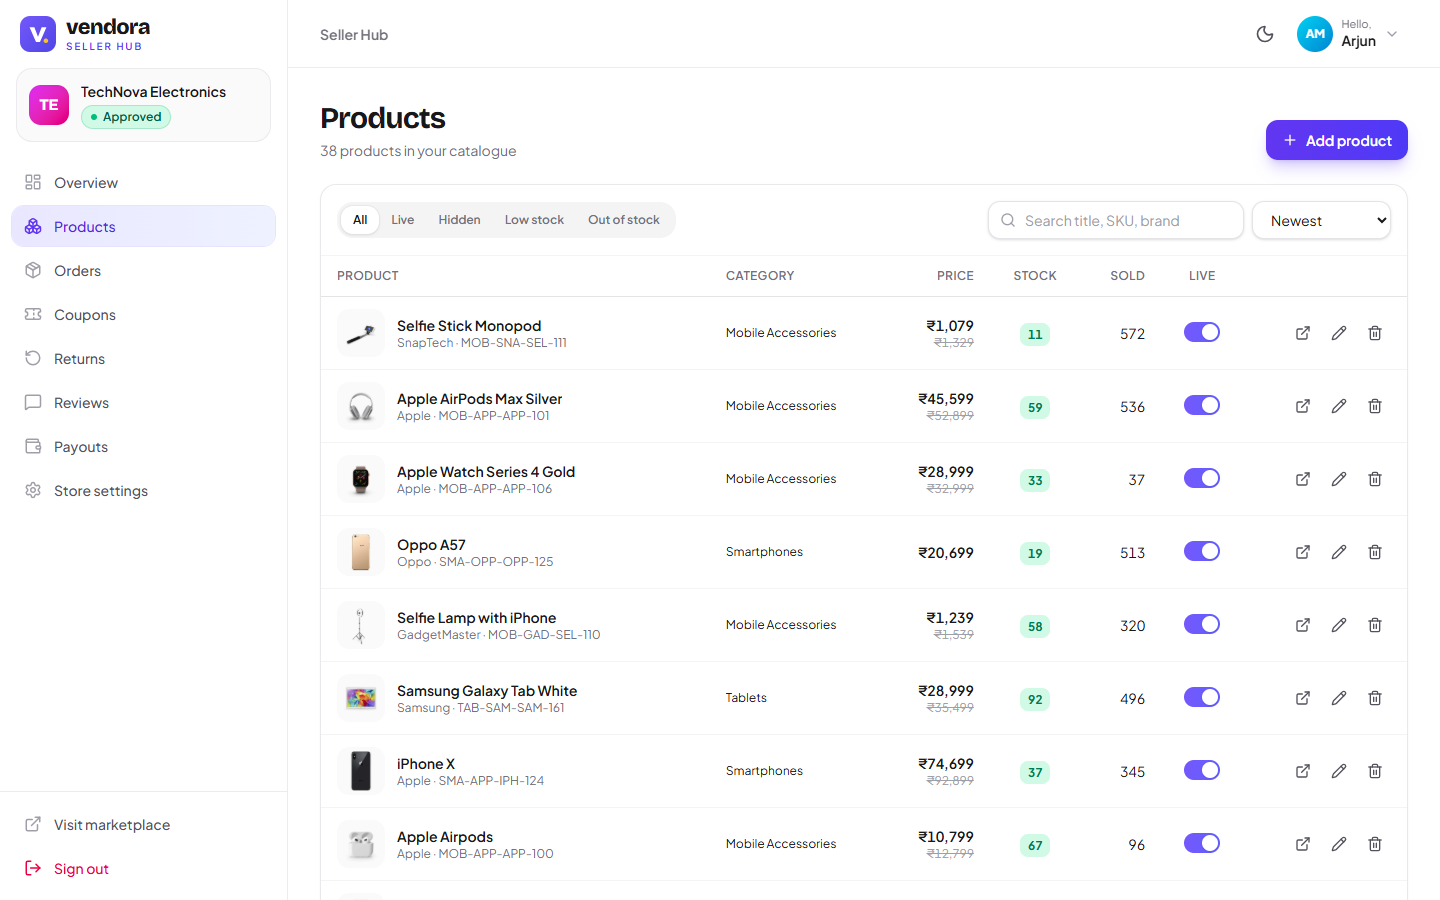 V.
vendora
SELLER HUB
TE
TechNova Electronics
Approved
Overview
Products
Orders
Coupons
Returns
Reviews
Payouts
Store settings
Visit marketplace
Sign out
Seller Hub
AM
Hello,
Arjun
Products
38 products in your catalogue
Add product
All Live Hidden Low stock Out of stock
Search title, SKU, brand
Newest
PRODUCT CATEGORY PRICE STOCK SOLD LIVE
Selfie Stick Monopod
SnapTech · MOB-SNA-SEL-111
Mobile Accessories
₹1,079
₹1,329
11
572
Apple AirPods Max Silver
Apple · MOB-APP-APP-101
Mobile Accessories
₹45,599
₹52,899
59
536
Apple Watch Series 4 Gold
Apple · MOB-APP-APP-106
Mobile Accessories
₹28,999
₹32,999
33
37
Oppo A57
Oppo · SMA-OPP-OPP-125
Smartphones
₹20,699
19
513
Selfie Lamp with iPhone
GadgetMaster · MOB-GAD-SEL-110
Mobile Accessories
₹1,239
₹1,539
58
320
Samsung Galaxy Tab White
Samsung · TAB-SAM-SAM-161
Tablets
₹28,999
₹35,499
92
496
iPhone X
Apple · SMA-APP-IPH-124
Smartphones
₹74,699
₹92,899
37
345
Apple Airpods
Apple · MOB-APP-APP-100
Mobile Accessories
₹10,799
₹12,799
67
96